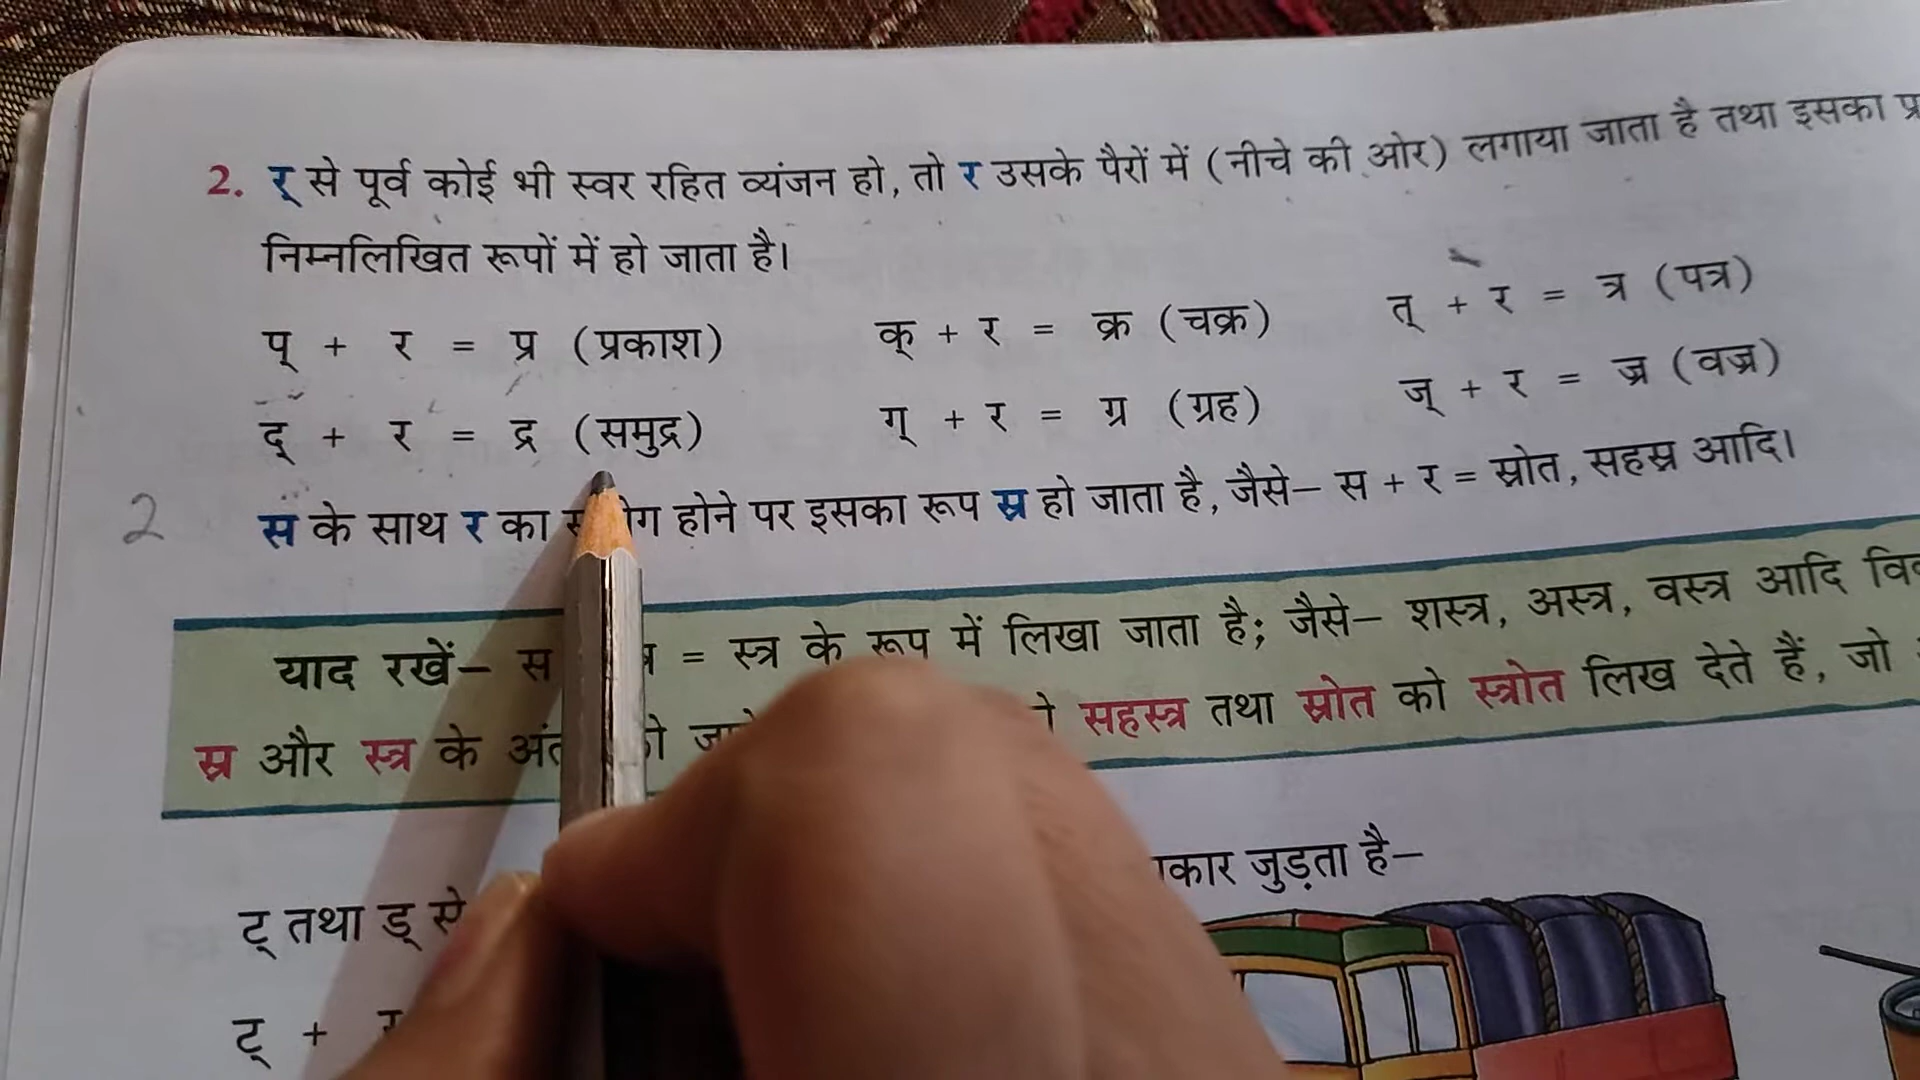 2. र् से पूर्व कोई भी स्वर रहित व्यंजन हो, तो र उसके पैरों में (नीचे की ओर) लगाया जाता है तथा इसका
निम्नलिखित रूपों में हो जाता है।
प् + र = प्र (प्रकाश) क् + र = क्र (चक्र) त् + र = त्र (पत्र)
द् + र = द्र (समुद्र) ग् + र = ग्र (ग्रह) ज् + र = ज्र (वज्र)
2 स के साथ र का होने पर इसका रूप स्र हो जाता है, जैसे– स + र = स्रोत, सहस्र आदि।
याद रखें– स = स्त्र के रूप में लिखा जाता है; जैसे– शस्त्र, अस्त्र, वस्त्र आदि
स्र और स्त्र के सहस्त्र तथा स्रोत को स्त्रोत लिख देते हैं, जो
ट् तथा ड् से जुड़ता है–
ट् +